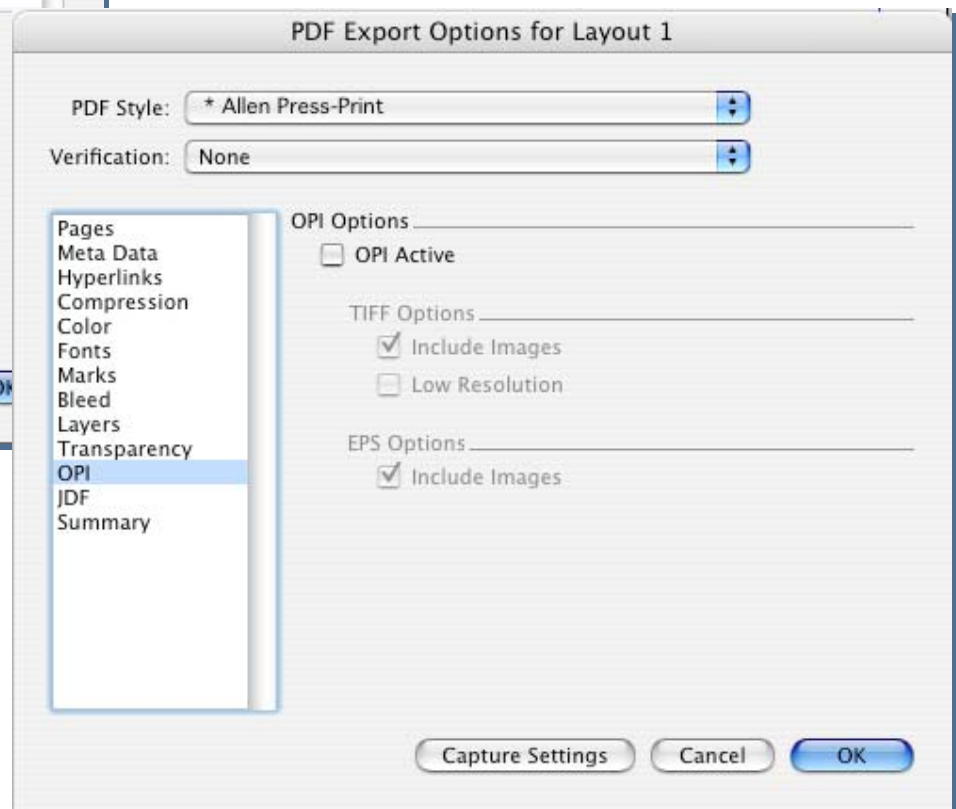 PDF Export Options for Layout 1
PDF Style: * Allen Press-Print
Verification: None
Pages
Meta Data
Hyperlinks
Compression
Color
Fonts
Marks
Bleed
Layers
Transparency
OPI
JDF
Summary
OPI Options
OPI Active
TIFF Options
Include Images
Low Resolution
EPS Options
Include Images
Capture Settings
Cancel
OK